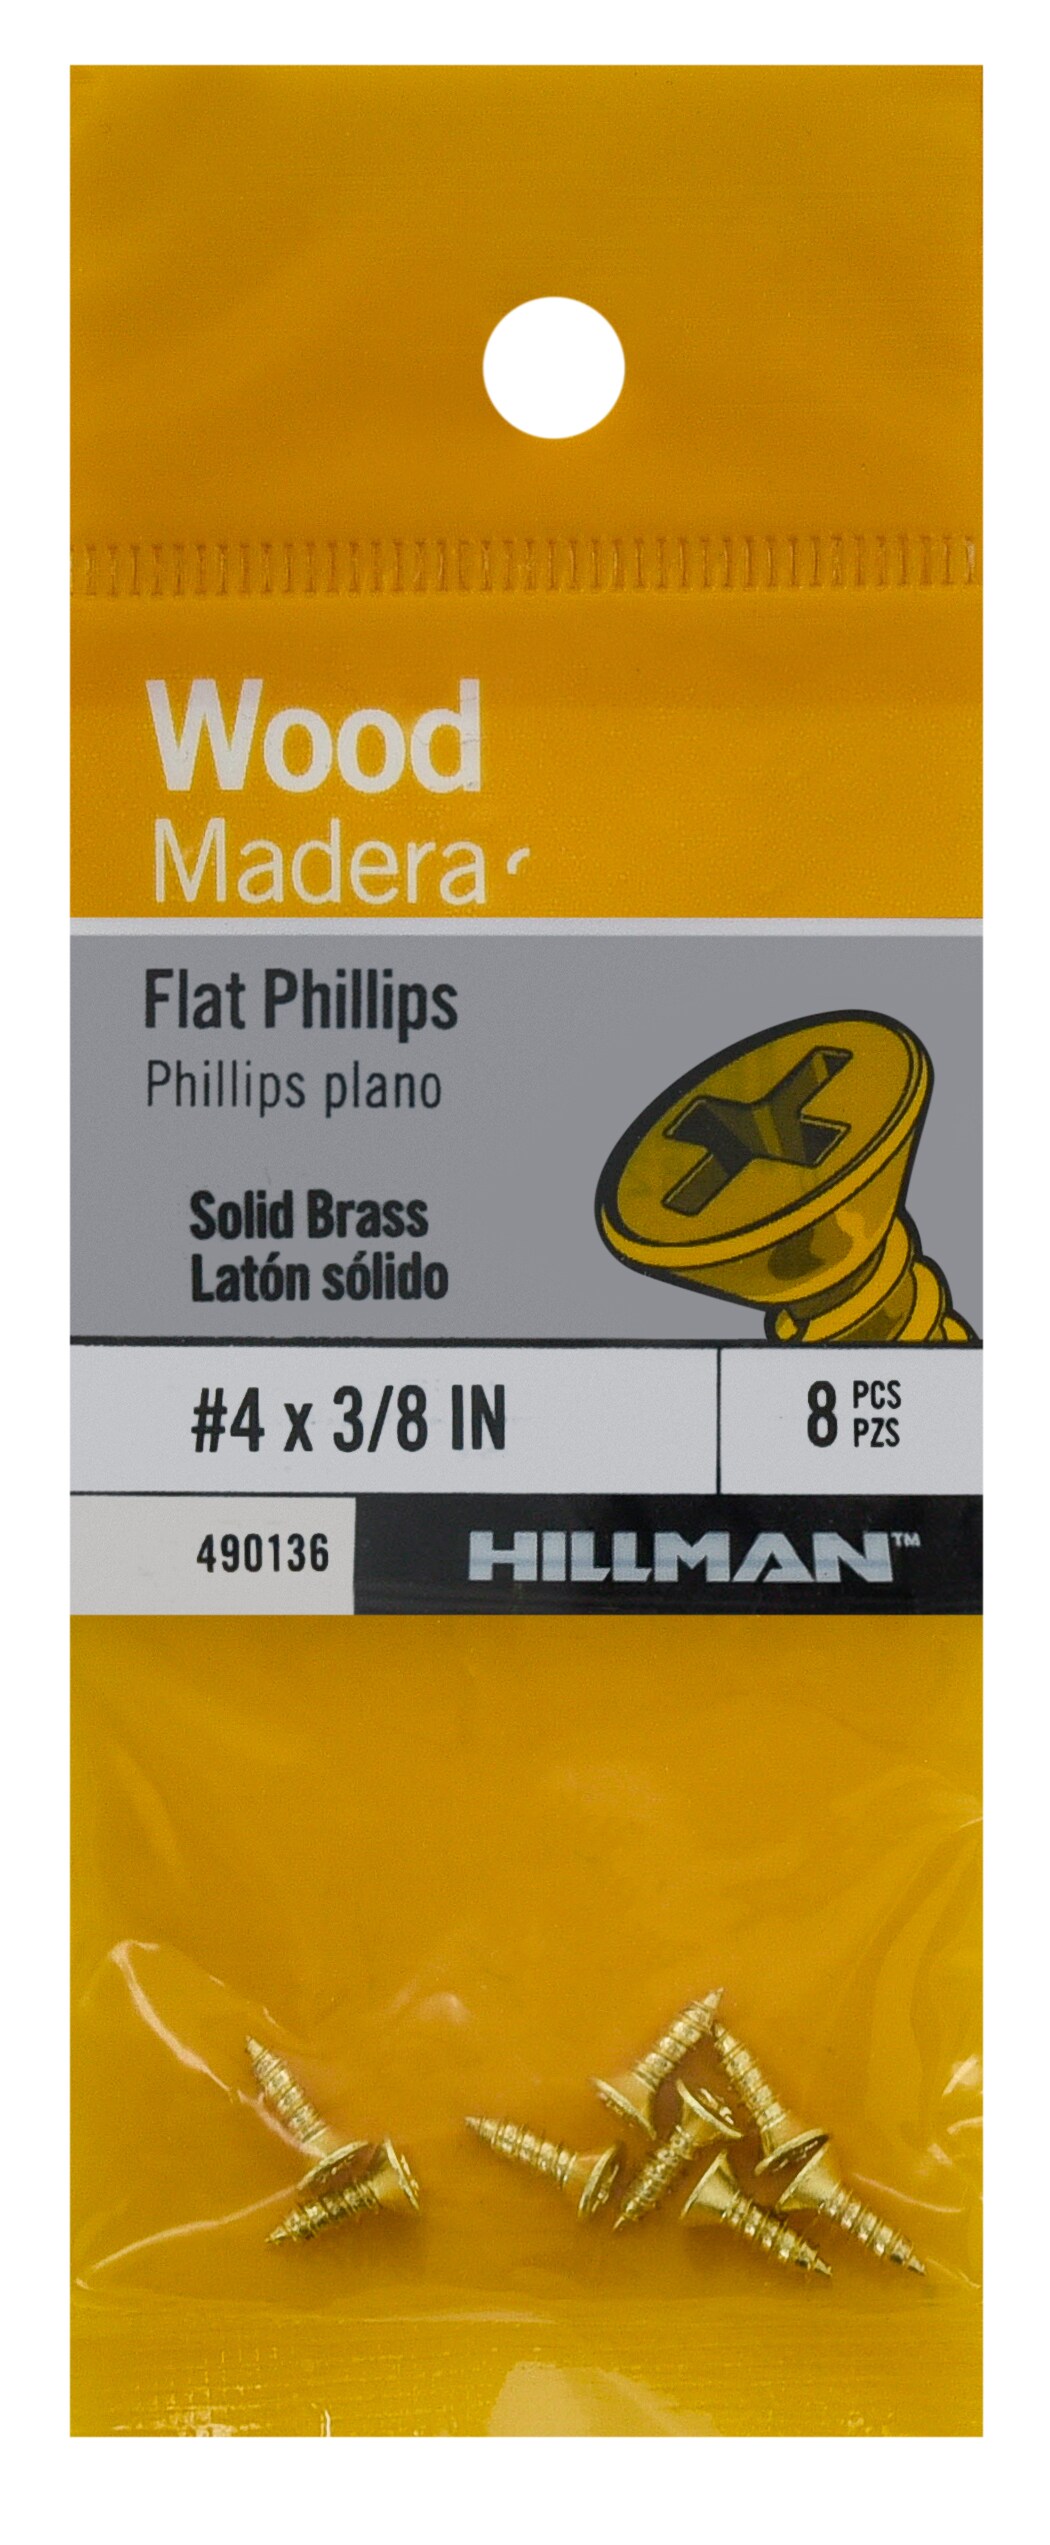 Wood
Madera
Flat Phillips
Phillips plano
Solid Brass
Latón sólido
#4 x 3/8 IN
8 PCS
PZS
490136
HILLMAN™